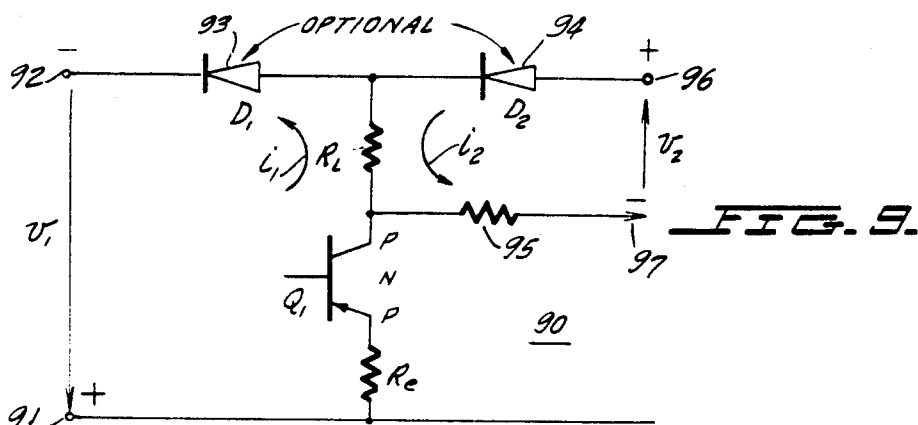 93 OPTIONAL 94
92 − + 96
D₁ D₂
i₁ R_L i₂ v₂
v₁
P − FIG. 9.
95 97
N
Q₁
P 90
Re
+
91